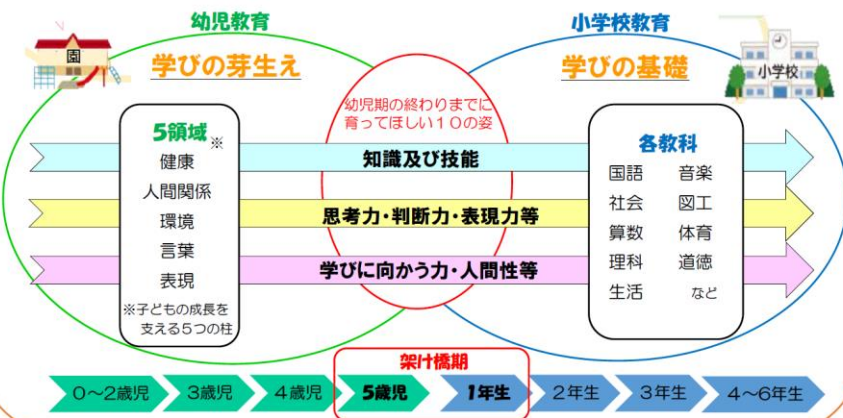 幼児教育
小学校教育
園
学びの芽生え
学びの基礎
小学校
幼児期の終わりまでに
育ってほしい10の姿
5領域※
健康
人間関係
環境
言葉
表現
※子どもの成長を
支える5つの柱
知識及び技能
思考力・判断力・表現力等
学びに向かう力・人間性等
各教科
国語 音楽
社会 図工
算数 体育
理科 道徳
生活 など
架け橋期
0～2歳児 3歳児 4歳児 5歳児 1年生 2年生 3年生 4～6年生